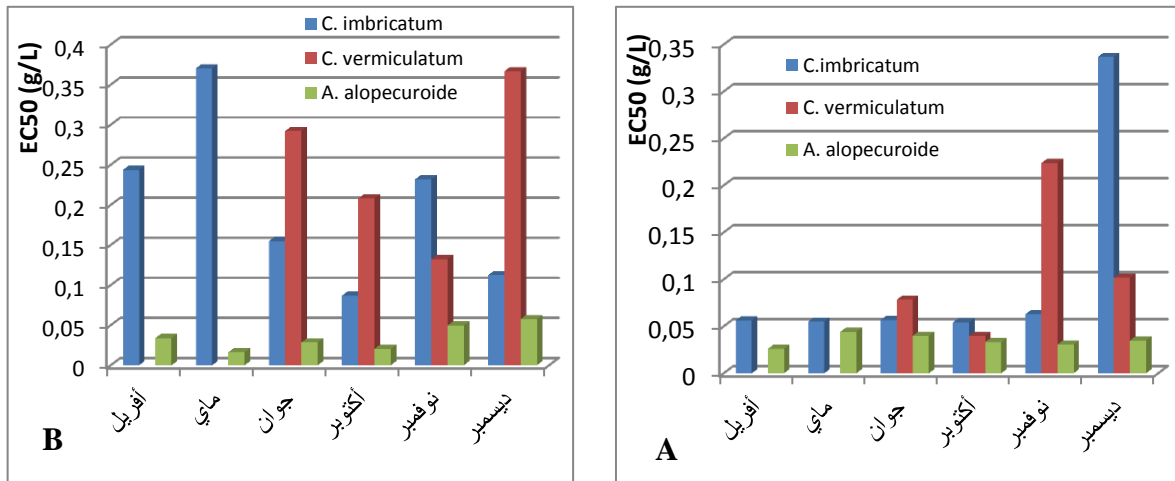 EC50 (g/L)
C. imbricatum
C. vermiculatum
A. alopecuroide
0,4
0,35
0,3
0,25
0,2
0,15
0,1
0,05
0
أفريل
ماي
جوان
أكتوبر
نوفمبر
ديسمبر
B
EC50 (g/L)
C.imbricatum
C. vermiculatum
A. alopecuroide
0,35
0,3
0,25
0,2
0,15
0,1
0,05
0
أفريل
ماي
جوان
أكتوبر
نوفمبر
ديسمبر
A